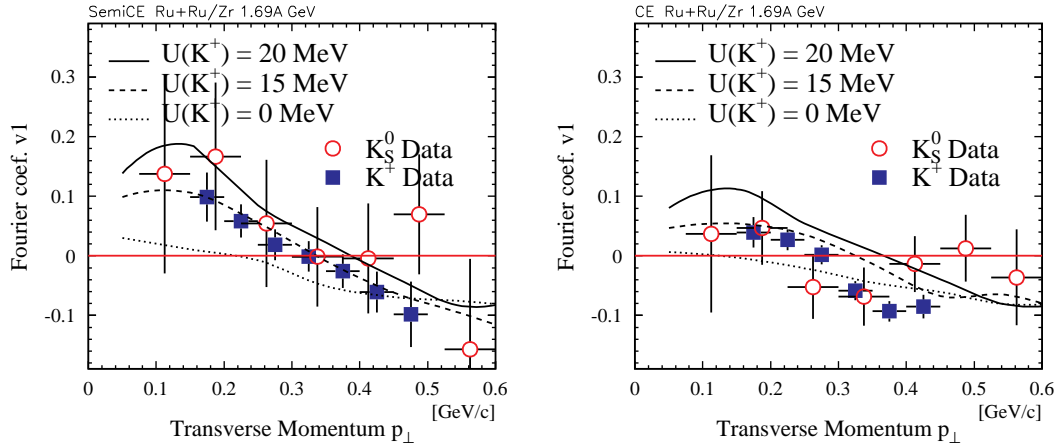 SemiCE Ru+Ru/Zr 1.69A GeV
U(K+) = 20 MeV
U(K+) = 15 MeV
U(K+) = 0 MeV
K0S Data
K+ Data
Fourier coef. v1
0.3
0.2
0.1
0
-0.1
0 0.1 0.2 0.3 0.4 0.5 0.6
[GeV/c]
Transverse Momentum p⊥
CE Ru+Ru/Zr 1.69A GeV
U(K+) = 20 MeV
U(K+) = 15 MeV
U(K+) = 0 MeV
K0S Data
K+ Data
Fourier coef. v1
0.3
0.2
0.1
0
-0.1
0 0.1 0.2 0.3 0.4 0.5 0.6
[GeV/c]
Transverse Momentum p⊥